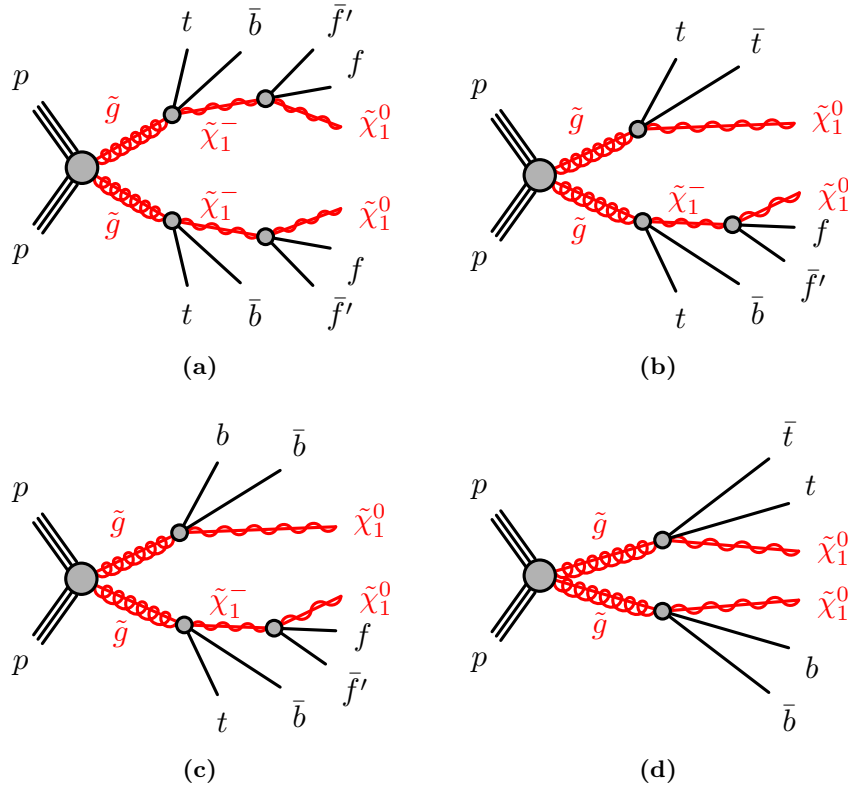 t b̄ f̄′
f
p
g̃
χ̃₁⁻
χ̃₁⁰
p
g̃
χ̃₁⁻
χ̃₁⁰
f
t b̄ f̄′
(a)
t t̄
p
g̃
χ̃₁⁰
χ̃₁⁻
χ̃₁⁰
p
g̃
f
f̄′
t b̄
(b)
b b̄
p
g̃
χ̃₁⁰
χ̃₁⁻
χ̃₁⁰
p
g̃
f
f̄′
t b̄
(c)
t̄
t
p
g̃
χ̃₁⁰
χ̃₁⁰
p
g̃
b
b̄
(d)